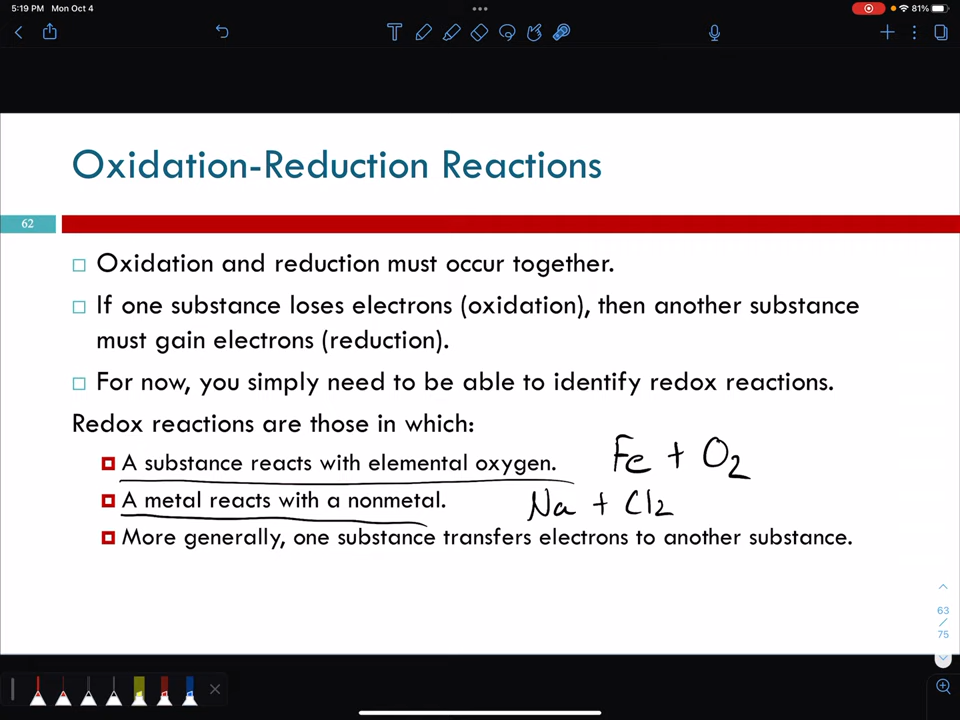 5:19 PM Mon Oct 4
81%
T
Oxidation-Reduction Reactions
62
Oxidation and reduction must occur together.
If one substance loses electrons (oxidation), then another substance
must gain electrons (reduction).
For now, you simply need to be able to identify redox reactions.
Redox reactions are those in which:
A substance reacts with elemental oxygen. Fe + O₂
A metal reacts with a nonmetal. Na + Cl₂
More generally, one substance transfers electrons to another substance.
63
/
75